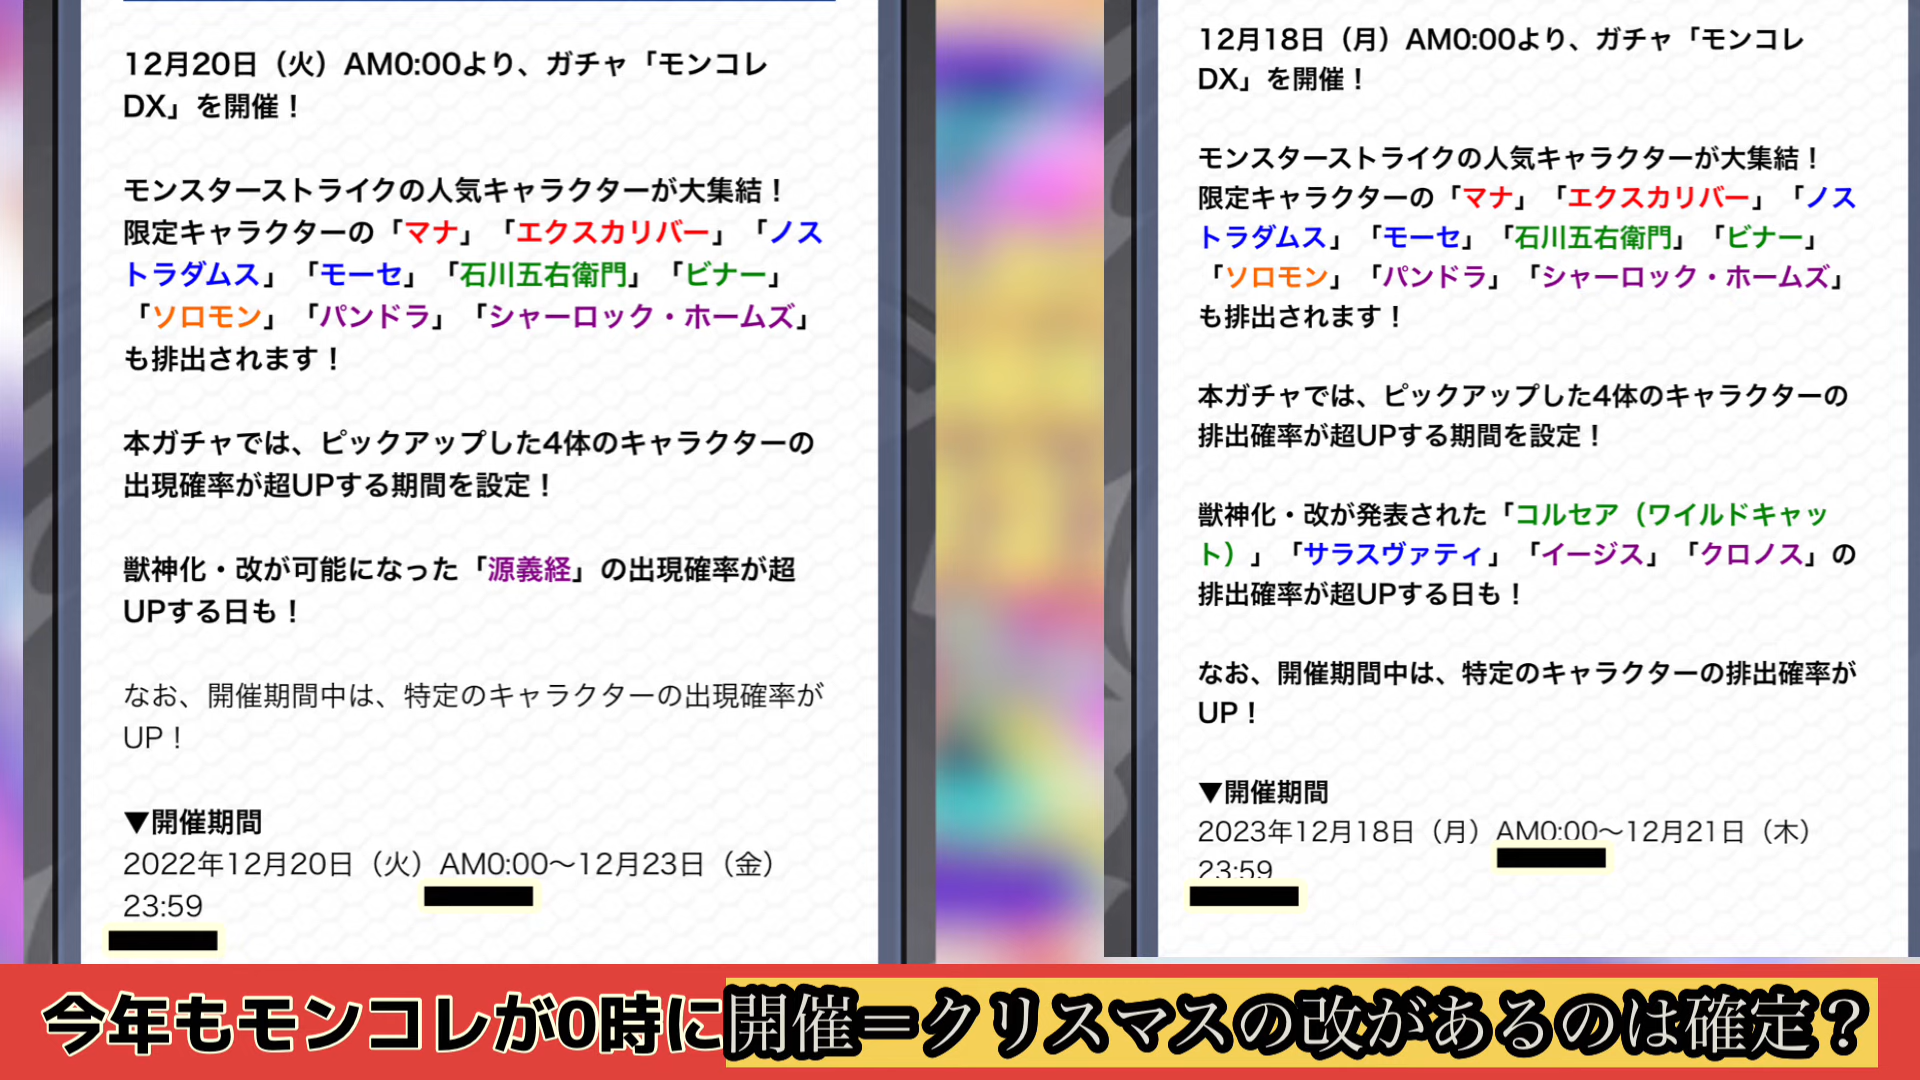 12月20日（火）AM0:00より、ガチャ「モンコレ
DX」を開催！
モンスターストライクの人気キャラクターが大集結！
限定キャラクターの「マナ」「エクスカリバー」「ノス
トラダムス」「モーセ」「石川五右衛門」「ビナー」
「ソロモン」「パンドラ」「シャーロック・ホームズ」
も排出されます！
本ガチャでは、ピックアップした4体のキャラクターの
出現確率が超UPする期間を設定！
獣神化・改が可能になった「源義経」の出現確率が超
UPする日も！
なお、開催期間中は、特定のキャラクターの出現確率が
UP！
▼開催期間
2022年12月20日（火）AM0:00〜12月23日（金）
23:59
12月18日（月）AM0:00より、ガチャ「モンコレ
DX」を開催！
モンスターストライクの人気キャラクターが大集結！
限定キャラクターの「マナ」「エクスカリバー」「ノス
トラダムス」「モーセ」「石川五右衛門」「ビナー」
「ソロモン」「パンドラ」「シャーロック・ホームズ」
も排出されます！
本ガチャでは、ピックアップした4体のキャラクターの
排出確率が超UPする期間を設定！
獣神化・改が発表された「コルセア（ワイルドキャッ
ト）」「サラスヴァティ」「イージス」「クロノス」の
排出確率が超UPする日も！
なお、開催期間中は、特定のキャラクターの排出確率が
UP！
▼開催期間
2023年12月18日（月）AM0:00〜12月21日（木）
23:59
今年もモンコレが0時に開催＝クリスマスの改があるのは確定？